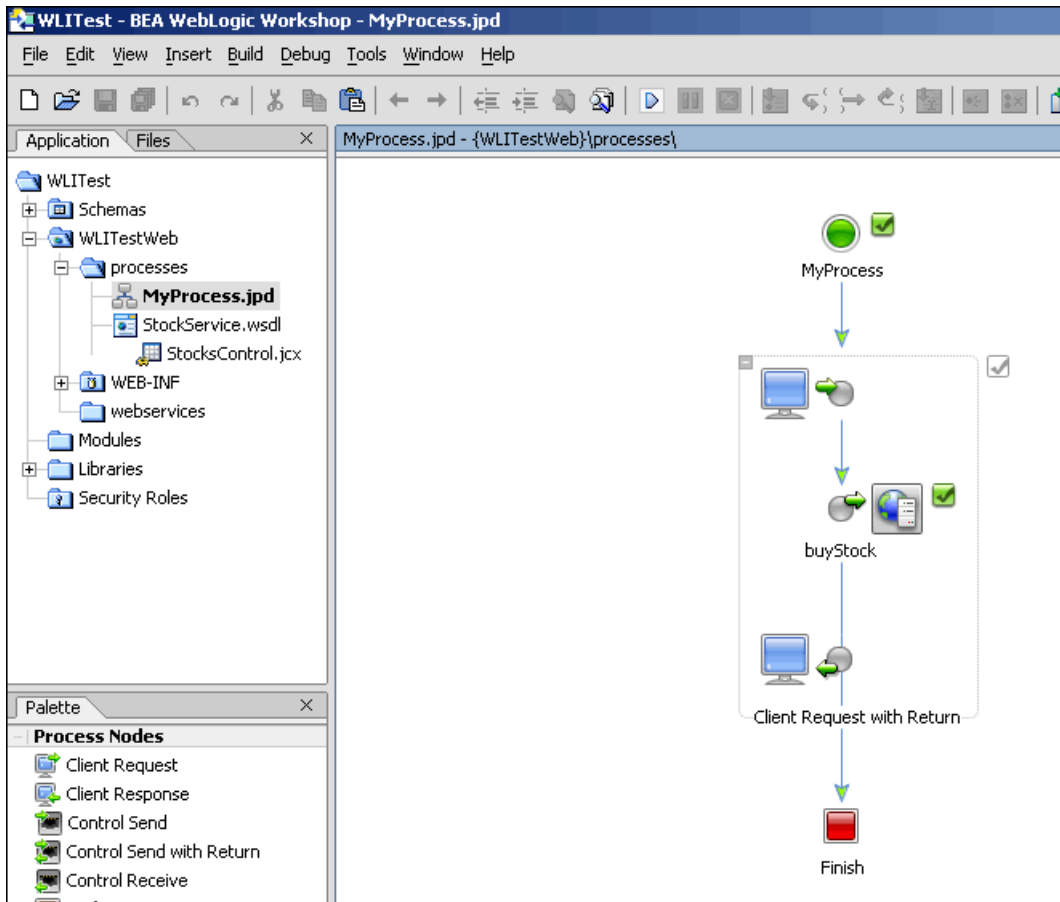 WLITest - BEA WebLogic Workshop - MyProcess.jpd
File Edit View Insert Build Debug Tools Window Help
Application Files
MyProcess.jpd - {WLITestWeb}\processes\
WLITest
Schemas
WLITestWeb
processes
MyProcess.jpd
StockService.wsdl
StocksControl.jcx
WEB-INF
webservices
Modules
Libraries
Security Roles
MyProcess
buyStock
Client Request with Return
Finish
Palette
Process Nodes
Client Request
Client Response
Control Send
Control Send with Return
Control Receive